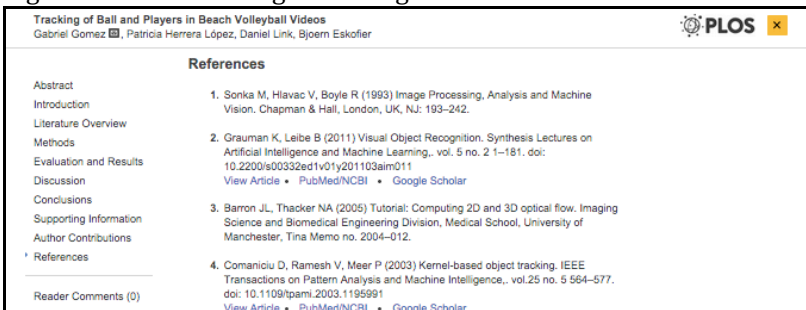 Tracking of Ball and Players in Beach Volleyball Videos
Gabriel Gomez, Patricia Herrera López, Daniel Link, Bjoern Eskofier
PLOS
References
Abstract
Introduction
Literature Overview
Methods
Evaluation and Results
Discussion
Conclusions
Supporting Information
Author Contributions
References
Reader Comments (0)
1. Sonka M, Hlavac V, Boyle R (1993) Image Processing, Analysis and Machine
Vision. Chapman & Hall, London, UK, NJ: 193–242.
2. Grauman K, Leibe B (2011) Visual Object Recognition. Synthesis Lectures on
Artificial Intelligence and Machine Learning,. vol. 5 no. 2 1–181. doi:
10.2200/s00332ed1v01y201103aim011
View Article • PubMed/NCBI • Google Scholar
3. Barron JL, Thacker NA (2005) Tutorial: Computing 2D and 3D optical flow. Imaging
Science and Biomedical Engineering Division, Medical School, University of
Manchester, Tina Memo no. 2004–012.
4. Comaniciu D, Ramesh V, Meer P (2003) Kernel-based object tracking. IEEE
Transactions on Pattern Analysis and Machine Intelligence,. vol.25 no. 5 564–577.
doi: 10.1109/tpami.2003.1195991
View Article • PubMed/NCBI • Google Scholar